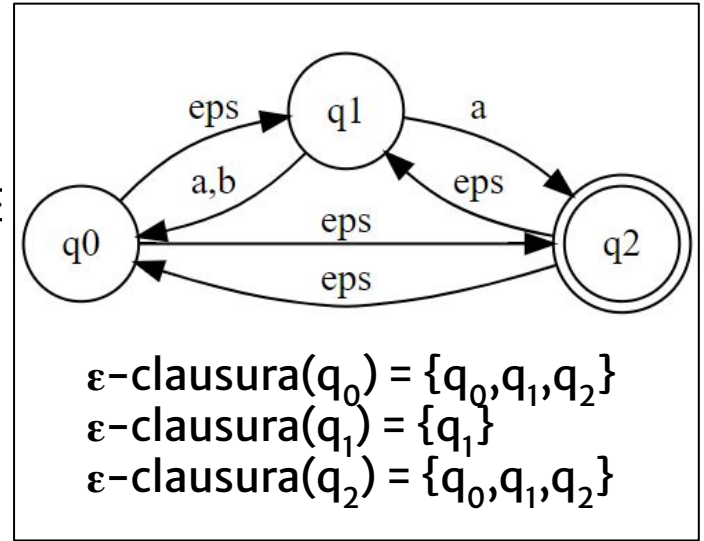 eps
q1
a
a,b
eps
q0
eps
q2
eps
ε-clausura(q₀) = {q₀,q₁,q₂}
ε-clausura(q₁) = {q₁}
ε-clausura(q₂) = {q₀,q₁,q₂}